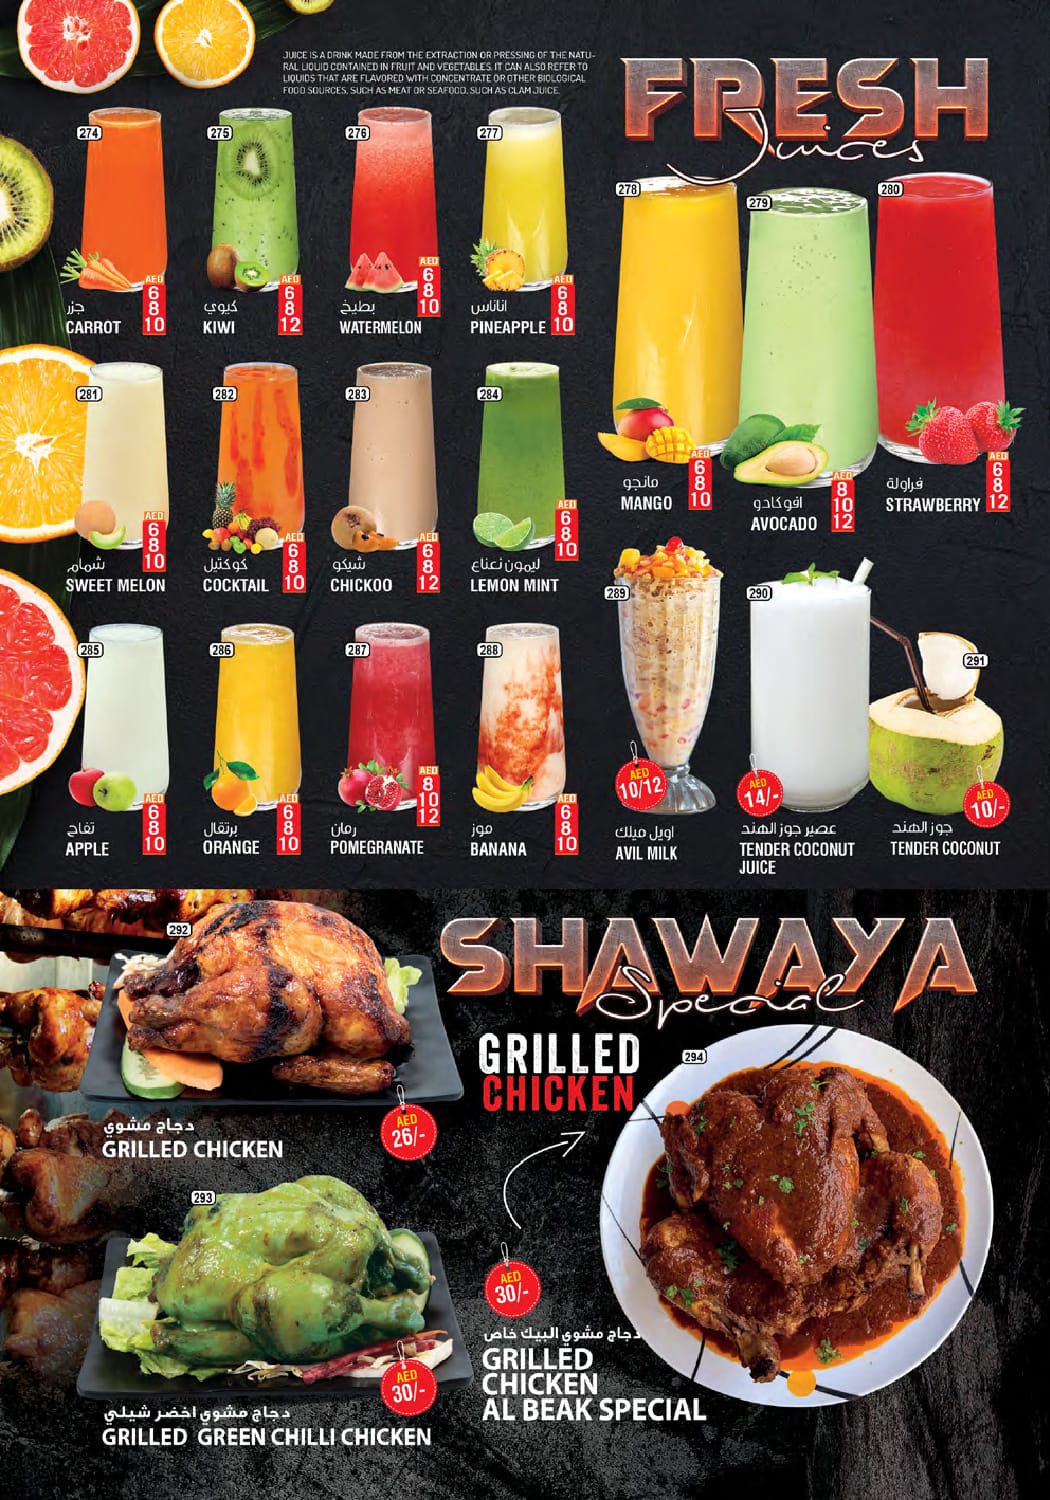 JUICE IS A DRINK MADE FROM THE EXTRACTION OR PRESSING OF THE NATU-
RAL LIQUID CONTAINED IN FRUIT AND VEGETABLES. IT CAN ALSO REFER TO
LIQUIDS THAT ARE FLAVORED WITH CONCENTRATE OR OTHER BIOLOGICAL
FOOD SOURCES, SUCH AS MEAT OR SEAFOOD, SUCH AS CLAM JUICE.
FRESH
Juices
274
AED
6
8
10
جزر
CARROT
275
AED
6
8
12
كيوي
KIWI
276
AED
6
8
10
بطيخ
WATERMELON
277
AED
6
8
10
اناناس
PINEAPPLE
278
AED
6
8
10
مانجو
MANGO
279
AED
8
10
12
افوكادو
AVOCADO
280
AED
6
8
12
فراولة
STRAWBERRY
281
AED
6
8
10
شمام
SWEET MELON
282
AED
6
8
10
كوكتيل
COCKTAIL
283
AED
6
8
12
شيكو
CHICKOO
284
AED
6
8
10
ليمون نعناع
LEMON MINT
285
AED
6
8
10
تفاح
APPLE
286
AED
6
8
10
برتقال
ORANGE
287
AED
8
10
12
رمان
POMEGRANATE
288
AED
6
8
10
موز
BANANA
289
AED
10/12
اويل ميلك
AVIL MILK
290
AED
14/-
عصير جوز الهند
TENDER COCONUT
JUICE
291
AED
10/-
جوز الهند
TENDER COCONUT
SHAWAYA
Special
GRILLED
CHICKEN
292
AED
26/-
دجاج مشوي
GRILLED CHICKEN
293
AED
30/-
دجاج مشوي اخضر شيلي
GRILLED GREEN CHILLI CHICKEN
294
AED
30/-
دجاج مشوي البيك خاص
GRILLED
CHICKEN
AL BEAK SPECIAL